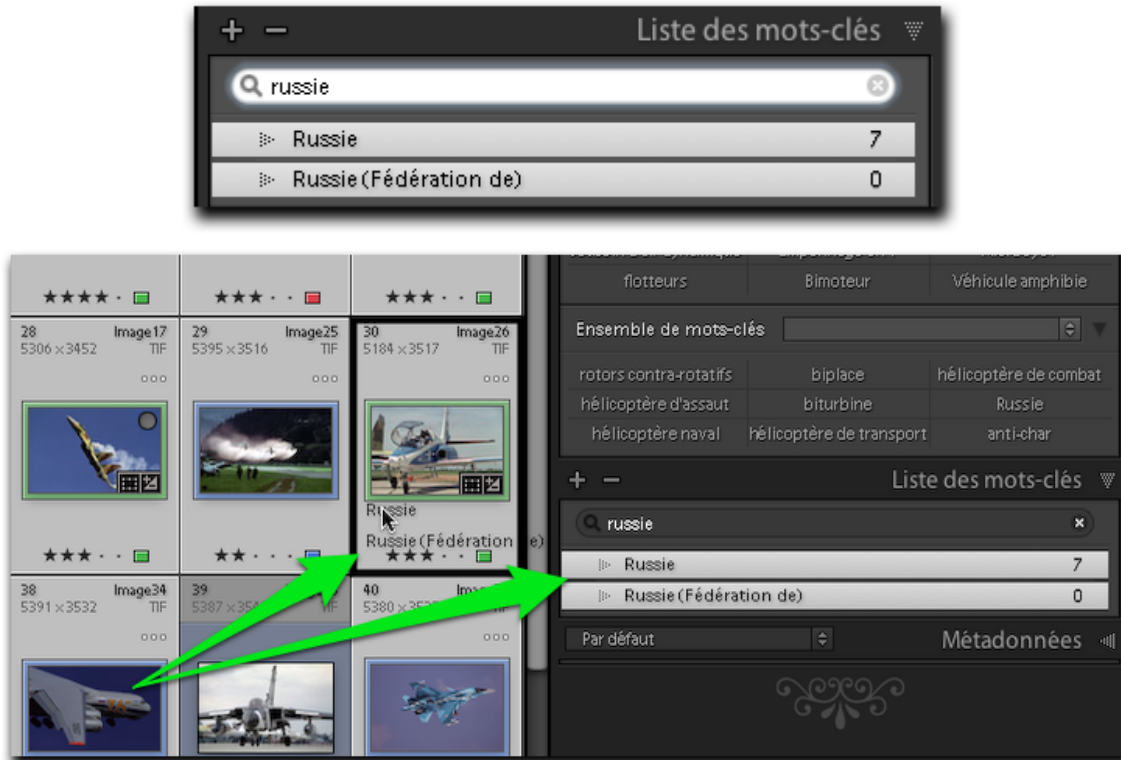 Liste des mots-clés
russie
Russie 7
Russie (Fédération de) 0
flotteurs Bimoteur Véhicule amphibie
28 Image17 29 Image25 30 Image26
5306 x 3452 TIF 5395 x 3516 TIF 5184 x 3517 TIF
Ensemble de mots-clés
rotors contra-rotatifs biplace hélicoptère de combat
hélicoptère d'assaut biturbine Russie
hélicoptère naval hélicoptère de transport anti-char
Liste des mots-clés
russie
Russie
Russie (Fédération de)
Russie 7
Russie (Fédération de) 0
38 Image34 39 40
5391 x 3532 TIF TIF
Par défaut Métadonnées